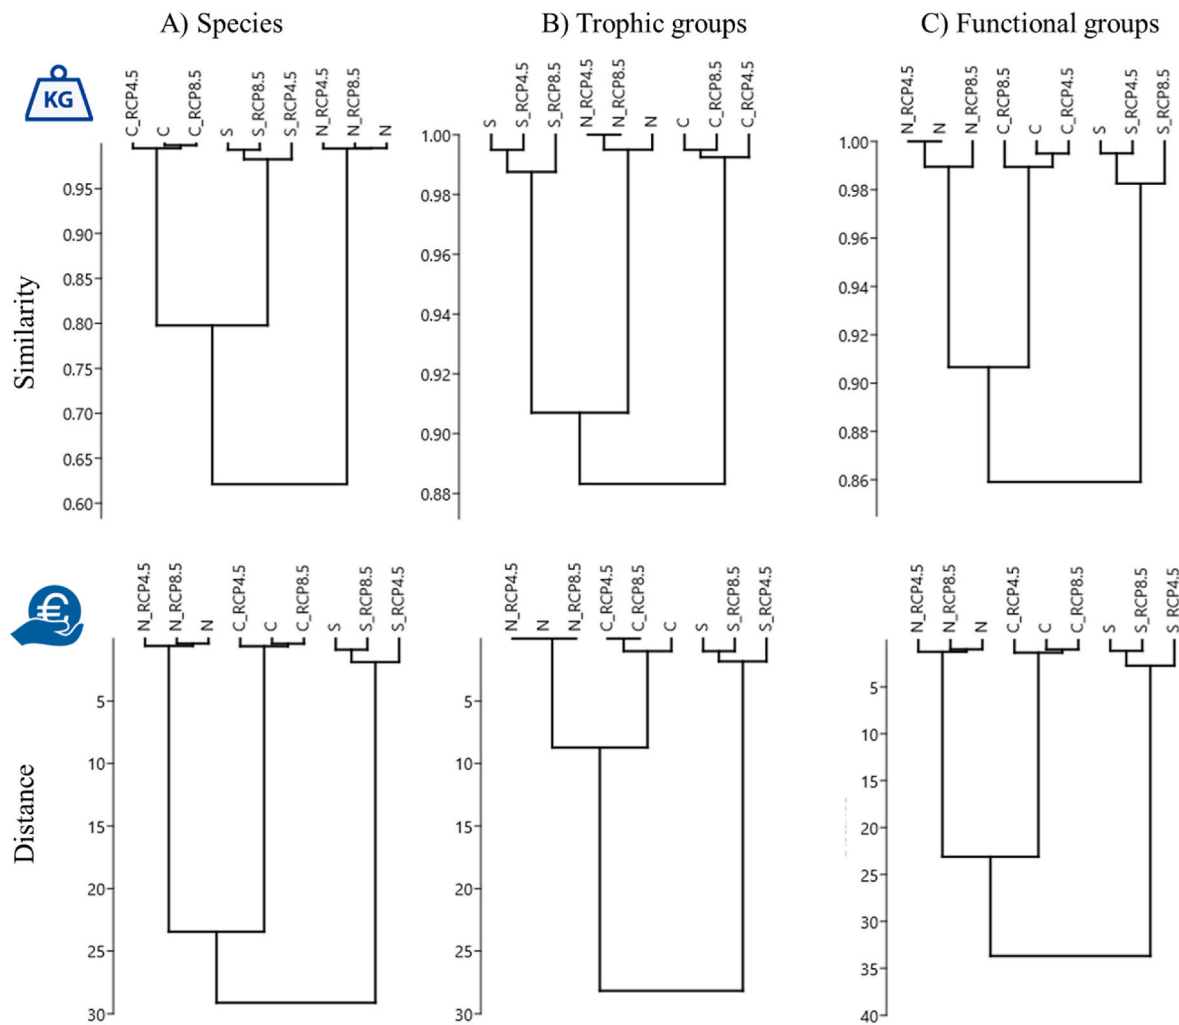 A) Species
B) Trophic groups
C) Functional groups
KG
Similarity
C_RCP4.5
C
C_RCP8.5
S
S_RCP8.5
S_RCP4.5
N_RCP4.5
N_RCP8.5
N
0.95
0.90
0.85
0.80
0.75
0.70
0.65
0.60
S
S_RCP4.5
S_RCP8.5
N_RCP4.5
N_RCP8.5
N
C
C_RCP8.5
C_RCP4.5
1.00
0.98
0.96
0.94
0.92
0.90
0.88
N_RCP4.5
N
N_RCP8.5
C_RCP8.5
C
C_RCP4.5
S
S_RCP4.5
S_RCP8.5
1.00
0.98
0.96
0.94
0.92
0.90
0.88
0.86
€
Distance
N_RCP4.5
N_RCP8.5
N
C_RCP4.5
C
C_RCP8.5
S
S_RCP8.5
S_RCP4.5
5
10
15
20
25
30
N_RCP4.5
N
N_RCP8.5
C_RCP4.5
C_RCP8.5
C
S
S_RCP8.5
S_RCP4.5
5
10
15
20
25
30
N_RCP4.5
N_RCP8.5
N
C_RCP4.5
C
C_RCP8.5
S
S_RCP8.5
S_RCP4.5
5
10
15
20
25
30
35
40